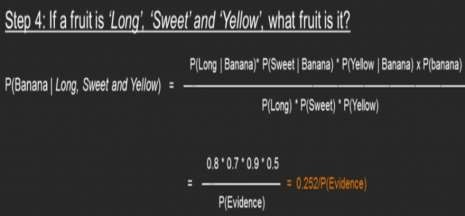 Step 4: If a fruit is ‘Long’, ‘Sweet’ and ‘Yellow’, what fruit is it?
P(Long | Banana)* P(Sweet | Banana) * P(Yellow | Banana) x P(banana)
P(Banana | Long, Sweet and Yellow) =
P(Long) * P(Sweet) * P(Yellow)
0.8 * 0.7 * 0.9 * 0.5
= = 0.252/P(Evidence)
P(Evidence)